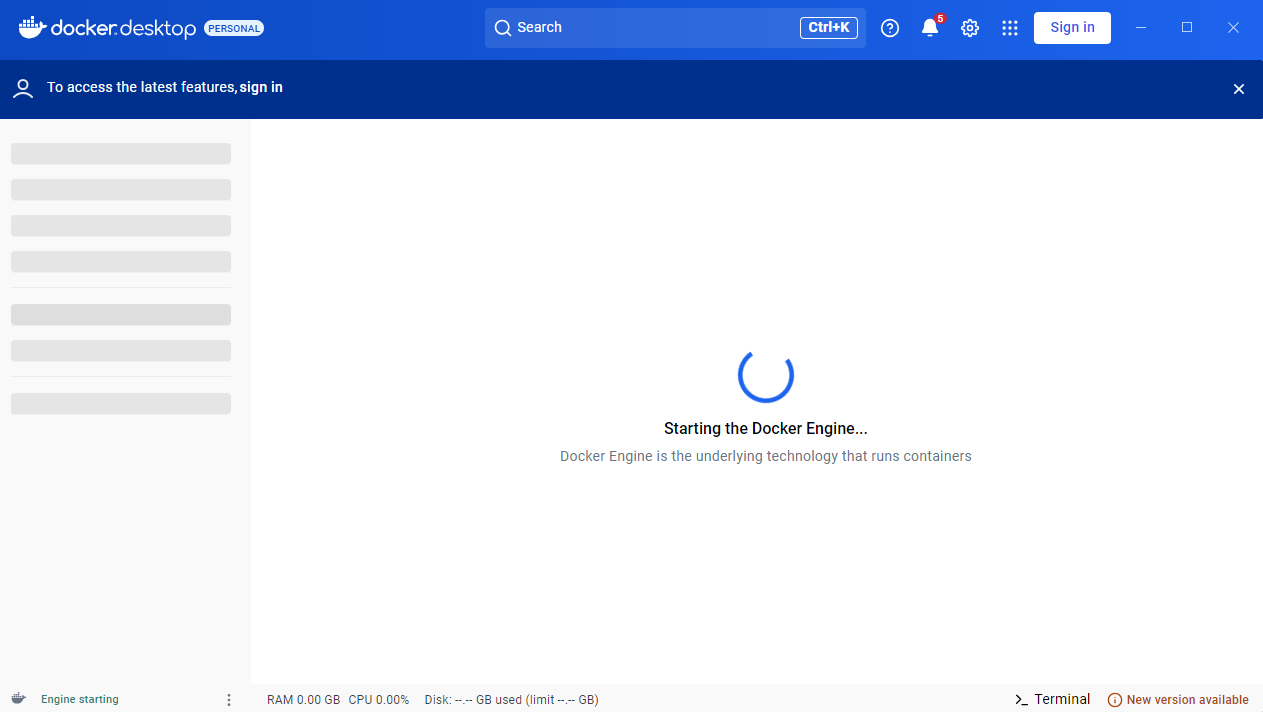 docker.desktop PERSONAL
Search Ctrl+K
5
Sign in
To access the latest features, sign in
Starting the Docker Engine...
Docker Engine is the underlying technology that runs containers
Engine starting
RAM 0.00 GB CPU 0.00% Disk: --.-- GB used (limit --.-- GB)
Terminal
New version available